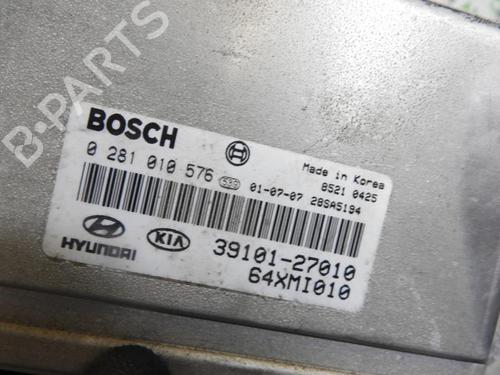 B-PARTS
BOSCH
0 281 010 576
Made in Korea
8521 0425
01-07-07 28SA5194
HYUNDAI KIA
39101-27010
64XMI010